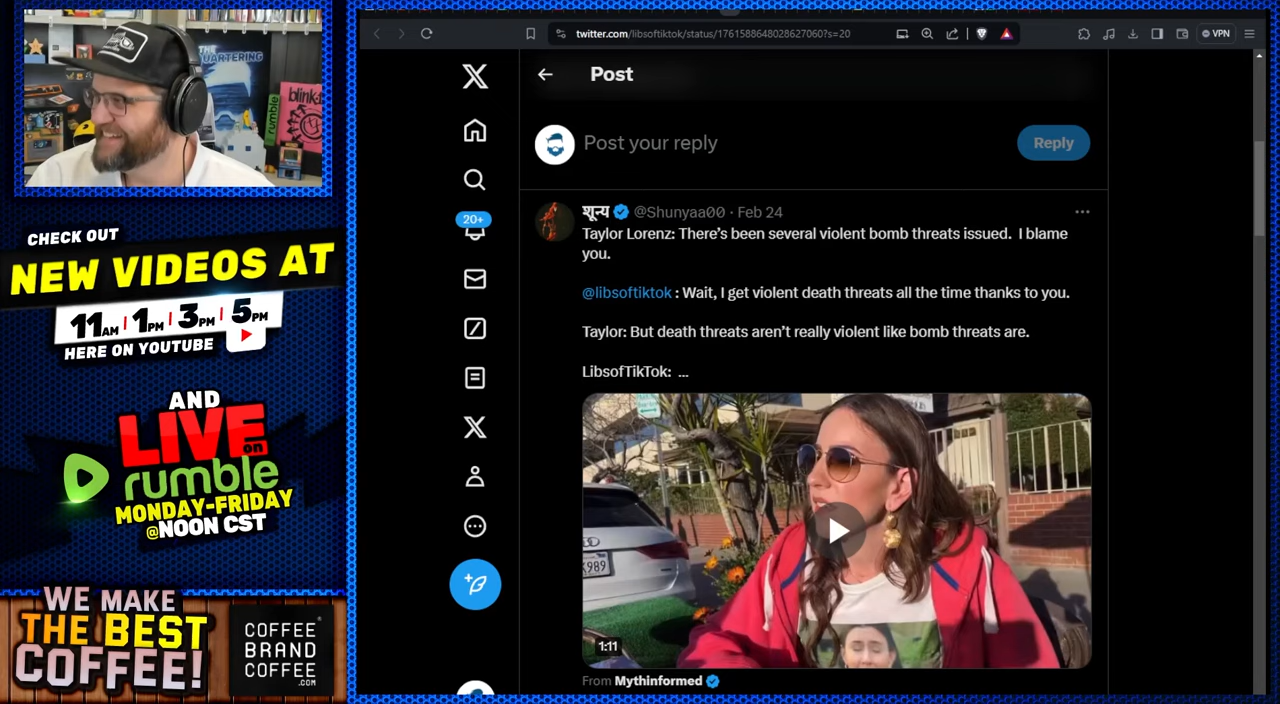 THE
QUARTERING
rumble
CHECK OUT
NEW VIDEOS AT
11AM | 1PM | 3PM | 5PM
HERE ON YOUTUBE
AND
LIVE on
rumble
MONDAY-FRIDAY
@NOON CST
WE MAKE
THE BEST
COFFEE!
COFFEE
BRAND
COFFEE
.COM
twitter.com/libsoftiktok/status/1761588648028627060?s=20
VPN
Post
Post your reply
Reply
20+
शून्य @Shunyaa00 · Feb 24
Taylor Lorenz: There’s been several violent bomb threats issued. I blame
you.
@libsoftiktok : Wait, I get violent death threats all the time thanks to you.
Taylor: But death threats aren’t really violent like bomb threats are.
LibsofTikTok: ...
1:11
From Mythinformed